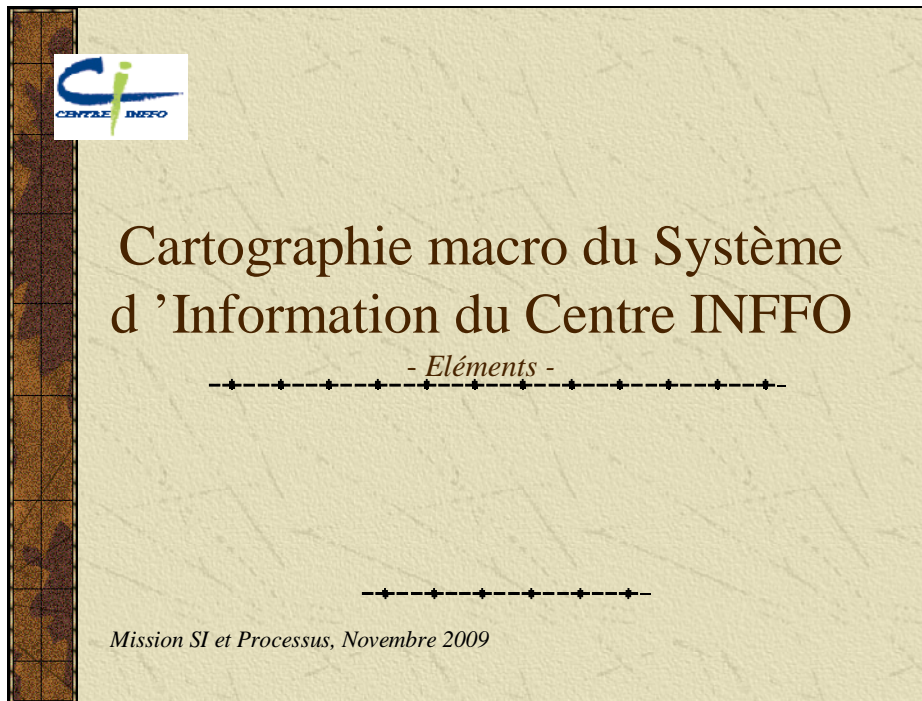 CENTRE INFFO
Cartographie macro du Système
d ’Information du Centre INFFO
- Eléments -
Mission SI et Processus, Novembre 2009